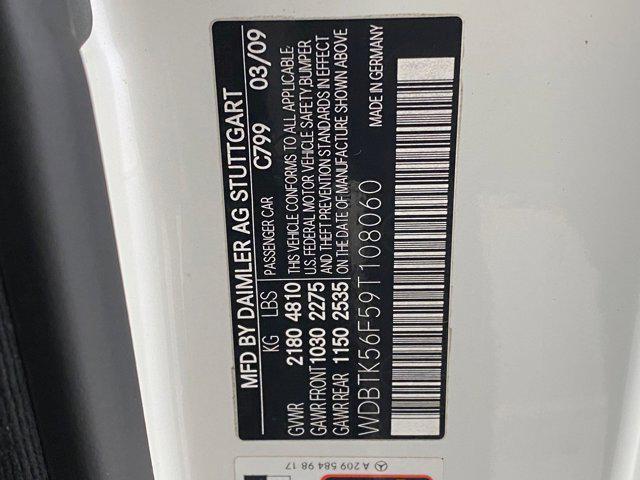 MFD BY DAIMLER AG STUTTGART
KG LBS PASSENGER CAR C799 03/09
GVWR 2180 4810
GAWR FRONT 1030 2275
GAWR REAR 1150 2535
THIS VEHICLE CONFORMS TO ALL APPLICABLE
U.S. FEDERAL MOTOR VEHICLE SAFETY,BUMPER
AND THEFT PREVENTION STANDARDS IN EFFECT
ON THE DATE OF MANUFACTURE SHOWN ABOVE
WDBTK56F59T108060
MADE IN GERMANY
A 209 584 98 17